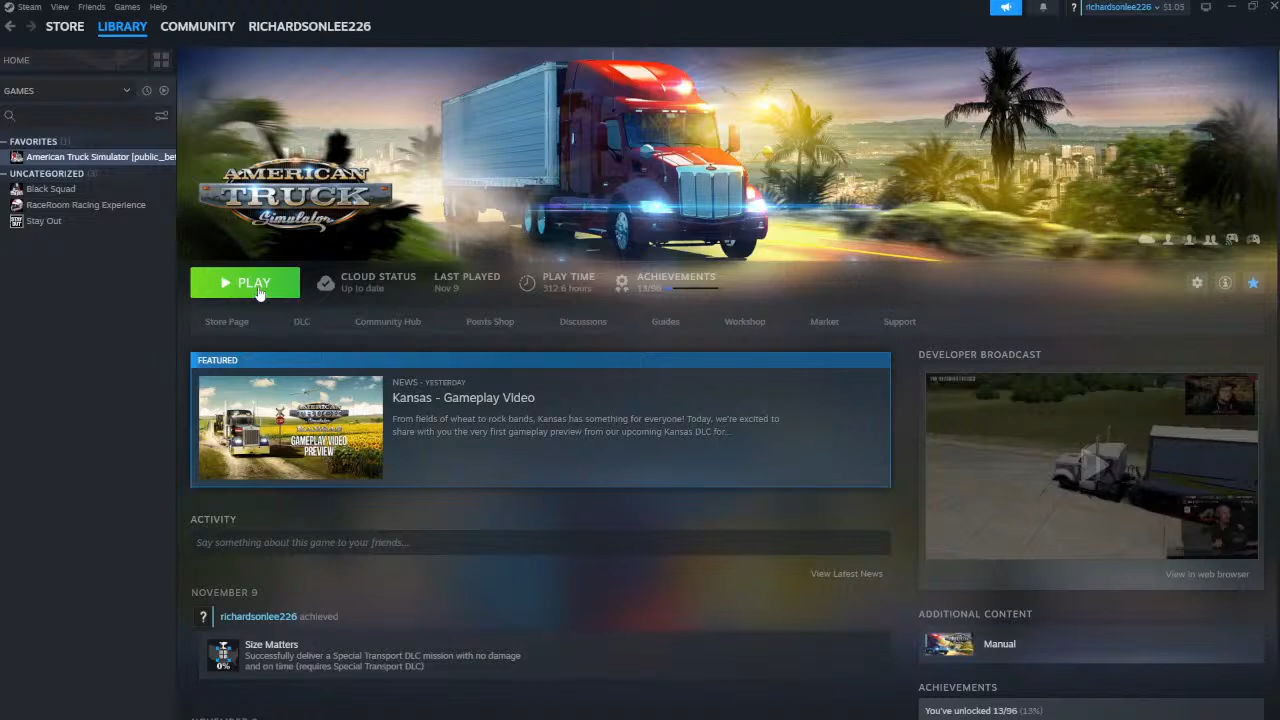 Steam View Friends Games Help
richardsonlee226 $1.05
STORE LIBRARY COMMUNITY RICHARDSONLEE226
HOME
GAMES
FAVORITES (1)
American Truck Simulator [public_bet
UNCATEGORIZED (3)
Black Squad
RaceRoom Racing Experience
Stay Out
AMERICAN
TRUCK
Simulator
PLAY
CLOUD STATUS
Up to date
LAST PLAYED
Nov 9
PLAY TIME
312.6 hours
ACHIEVEMENTS
13/96
Store Page DLC Community Hub Points Shop Discussions Guides Workshop Market Support
FEATURED
NEWS - YESTERDAY
Kansas - Gameplay Video
From fields of wheat to rock bands, Kansas has something for everyone! Today, we're excited to
share with you the very first gameplay preview from our upcoming Kansas DLC for...
GAMEPLAY VIDEO
PREVIEW
ACTIVITY
Say something about this game to your friends...
View Latest News
NOVEMBER 9
richardsonlee226 achieved
Size Matters
Successfully deliver a Special Transport DLC mission with no damage
and on time (requires Special Transport DLC)
0%
DEVELOPER BROADCAST
View in web browser
ADDITIONAL CONTENT
Manual
ACHIEVEMENTS
You've unlocked 13/96 (13%)